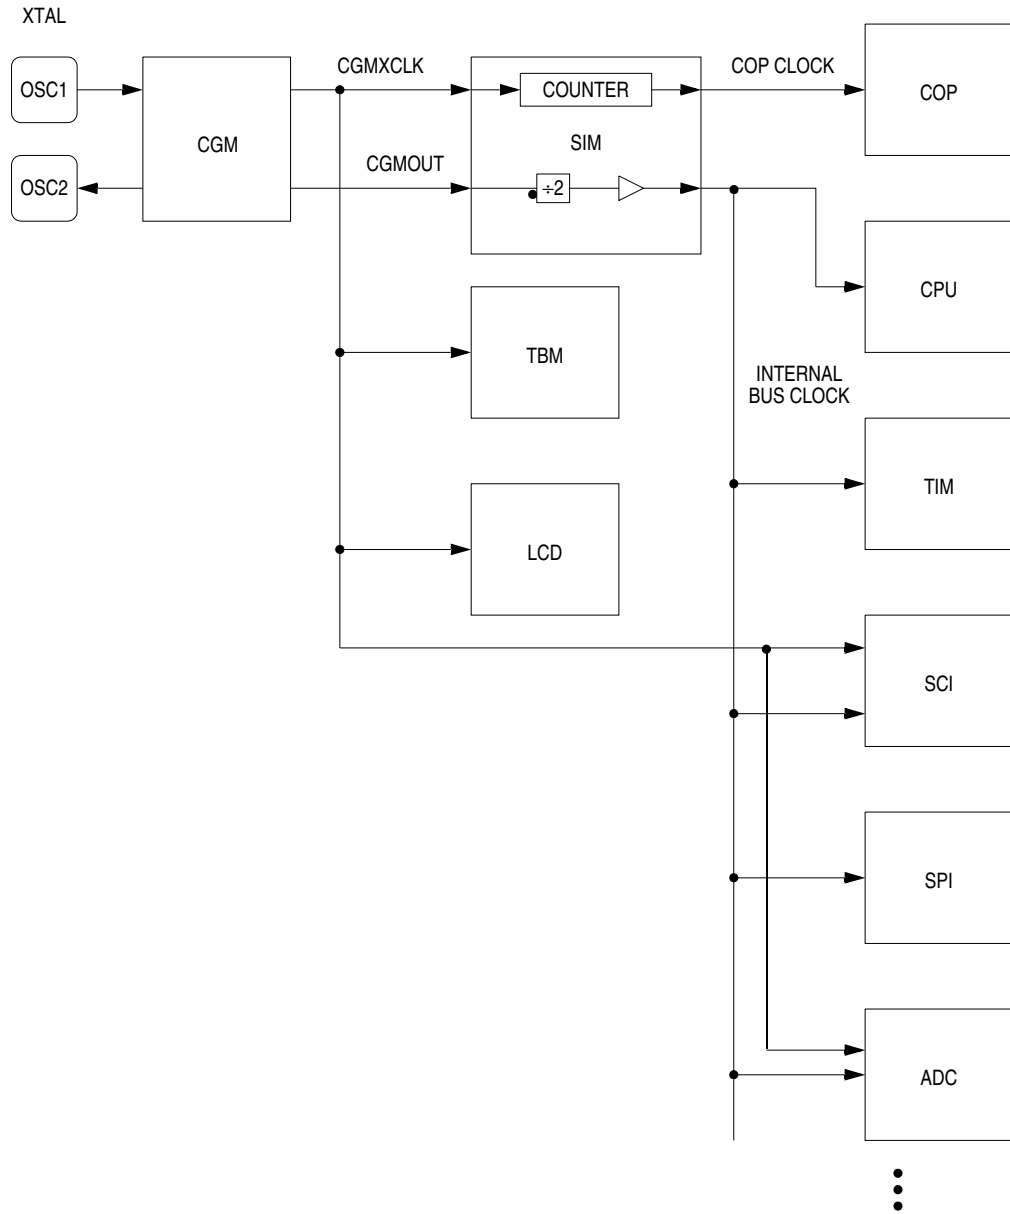 XTAL
OSC1
OSC2
CGM
CGMXCLK
CGMOUT
COUNTER
SIM
÷2
COP CLOCK
COP
CPU
TBM
INTERNAL
BUS CLOCK
TIM
LCD
SCI
SPI
ADC